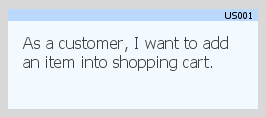 US001
As a customer, I want to add
an item into shopping cart.